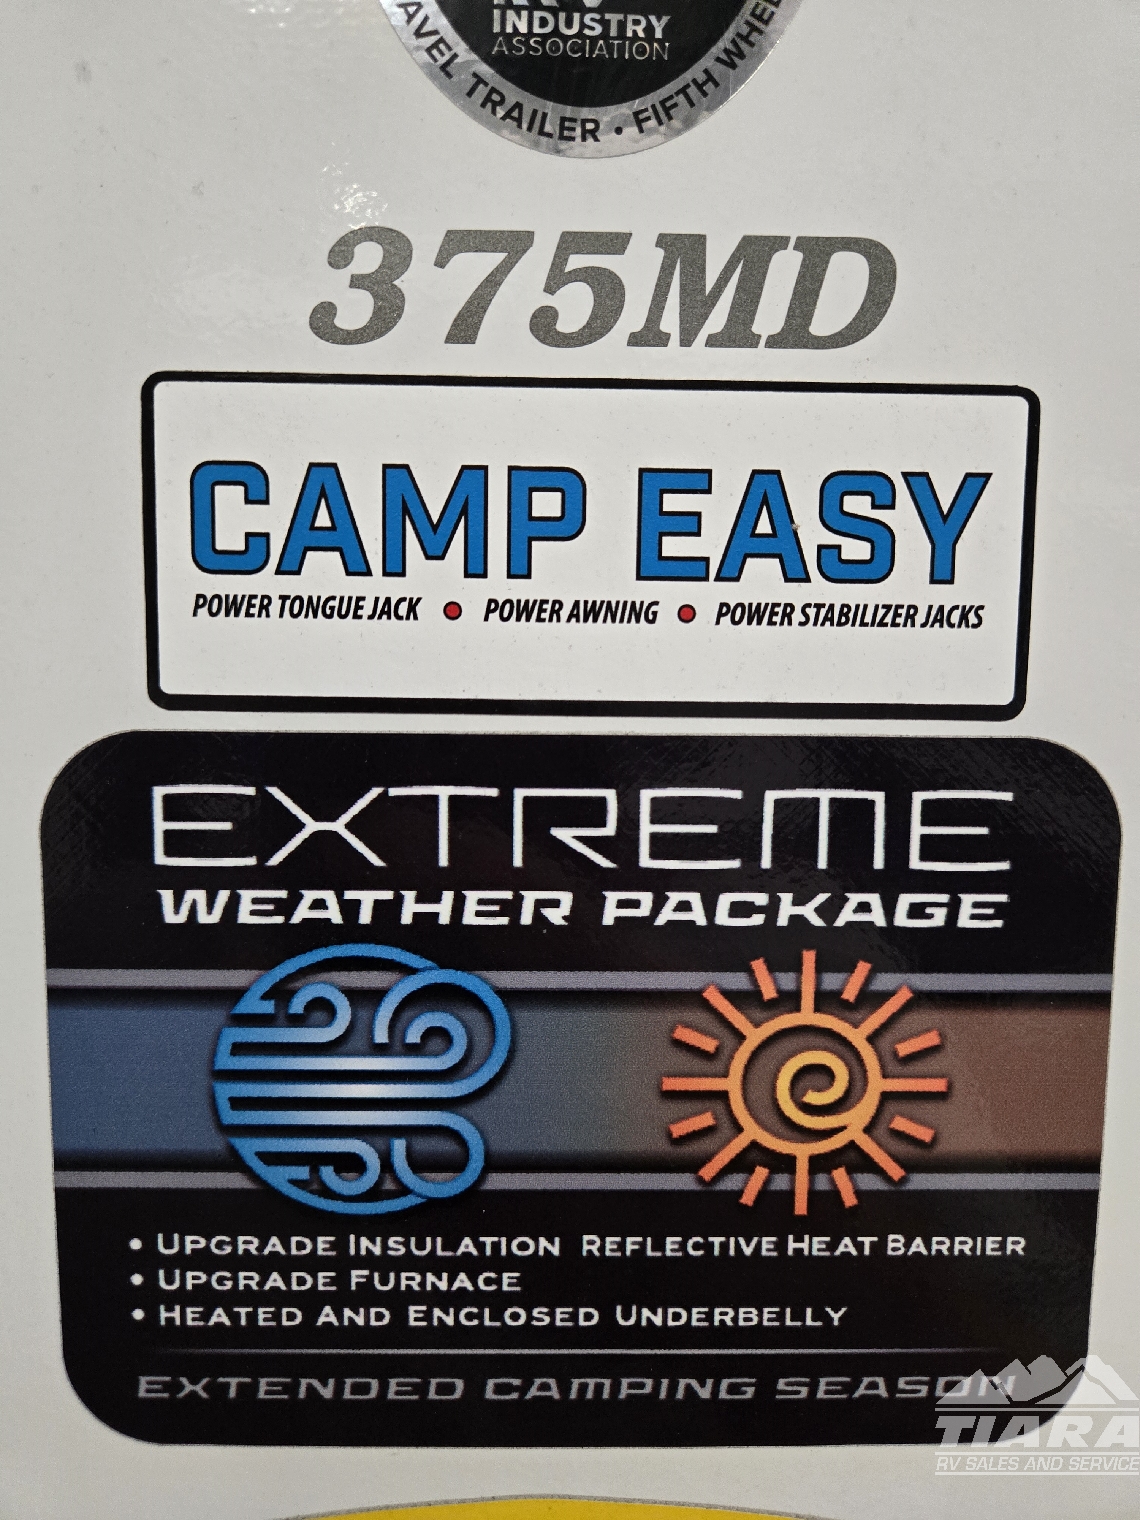 INDUSTRY
ASSOCIATION
TRAILER • FIFTH WHEEL
375MD
CAMP EASY
POWER TONGUE JACK • POWER AWNING • POWER STABILIZER JACKS
EXTREME
WEATHER PACKAGE
• UPGRADE INSULATION REFLECTIVE HEAT BARRIER
• UPGRADE FURNACE
• HEATED AND ENCLOSED UNDERBELLY
EXTENDED CAMPING SEASON
TIARA
RV SALES AND SERVICE